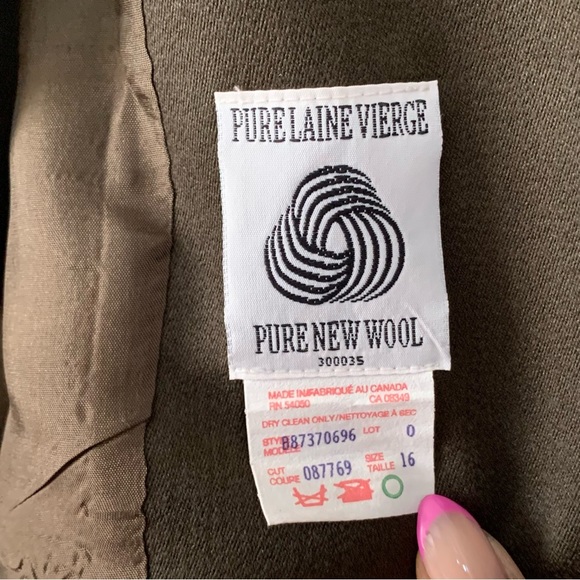 PURE LAINE VIERGE
PURE NEW WOOL
300035
MADE IN/FABRIQUÉ AU CANADA
RN 54050 CA 08349
DRY CLEAN ONLY/NETTOYAGE À SEC
STYLE MODÈLE 887370696 LOT 0
CUT COUPE 087769 SIZE TAILLE 16